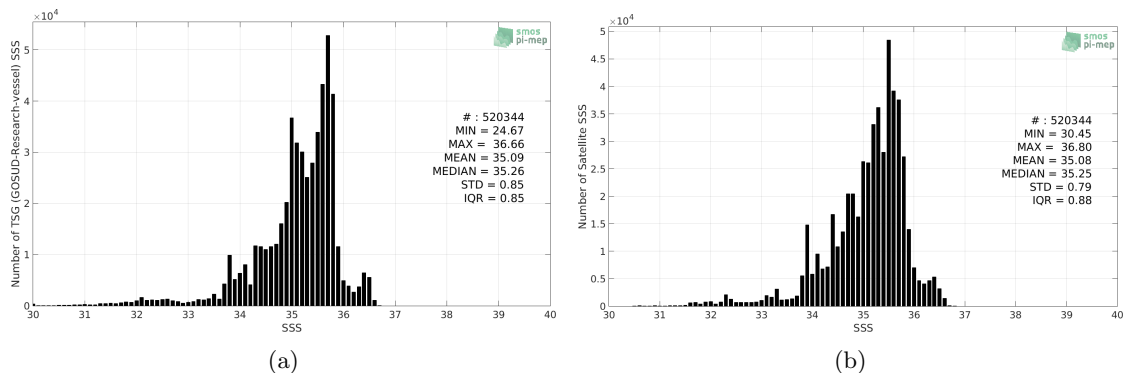 ×10⁴
5
4
3
2
1
0
Number of TSG (GOSUD-Research-vessel) SSS
30 31 32 33 34 35 36 37 38 39 40
SSS
smos
pi-mep
# : 520344
MIN = 24.67
MAX = 36.66
MEAN = 35.09
MEDIAN = 35.26
STD = 0.85
IQR = 0.85
(a)
×10⁴
5
4.5
4
3.5
3
2.5
2
1.5
1
0.5
0
Number of Satellite SSS
30 31 32 33 34 35 36 37 38 39 40
SSS
smos
pi-mep
# : 520344
MIN = 30.45
MAX = 36.80
MEAN = 35.08
MEDIAN = 35.25
STD = 0.79
IQR = 0.88
(b)